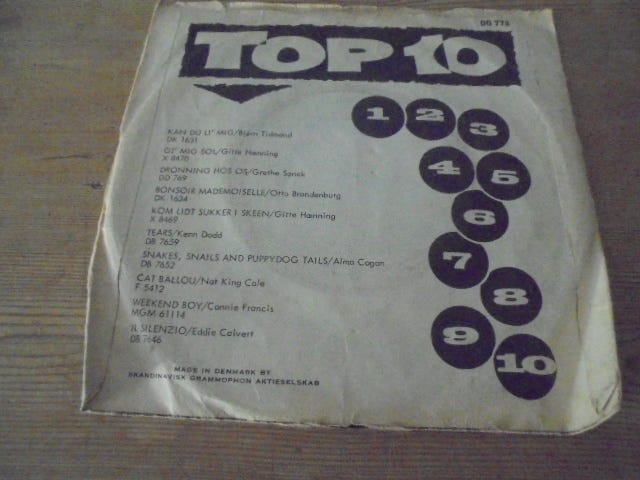 DD 778
TOP 10
1 2 3
KAN DU LI' MIG/Bjørn Tidmand
DK 1631
GI' MIG SOL/Gitte Hænning
X 8470
4 5
DRONNING HOS OS/Grethe Sønck
DD 769
BONSOIR MADEMOISELLE/Otto Brandenburg
DK 1634
6
KOM LIDT SUKKER I SKEEN/Gitte Hænning
X 8469
TEARS/Kenn Dodd
DB 7659
7
SNAKES, SNAILS AND PUPPYDOG TAILS/Alma Cogan
DB 7652
CAT BALLOU/Nat King Cole
F 5412
8
WEEKEND BOY/Connie Francis
MGM 61114
9
IL SILENZIO/Eddie Calvert
DB 7646
10
MADE IN DENMARK BY
SKANDINAVISK GRAMMOPHON AKTIESELSKAB